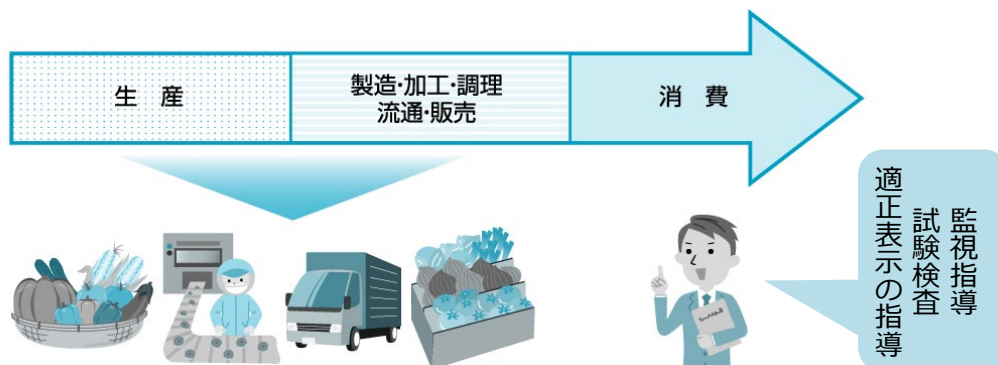 生　産
製造・加工・調理
流通・販売
消　費
監視指導
試験検査
適正表示の指導